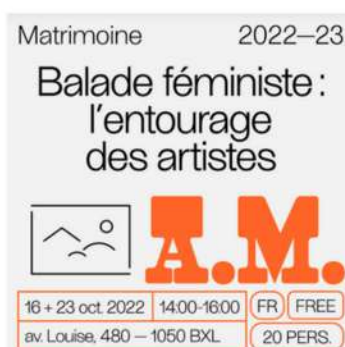 Matrimoine 2022—23
Balade féministe :
l'entourage
des artistes
A.M.
16 + 23 oct. 2022 14:00-16:00 FR FREE
av. Louise, 480 — 1050 BXL 20 PERS.